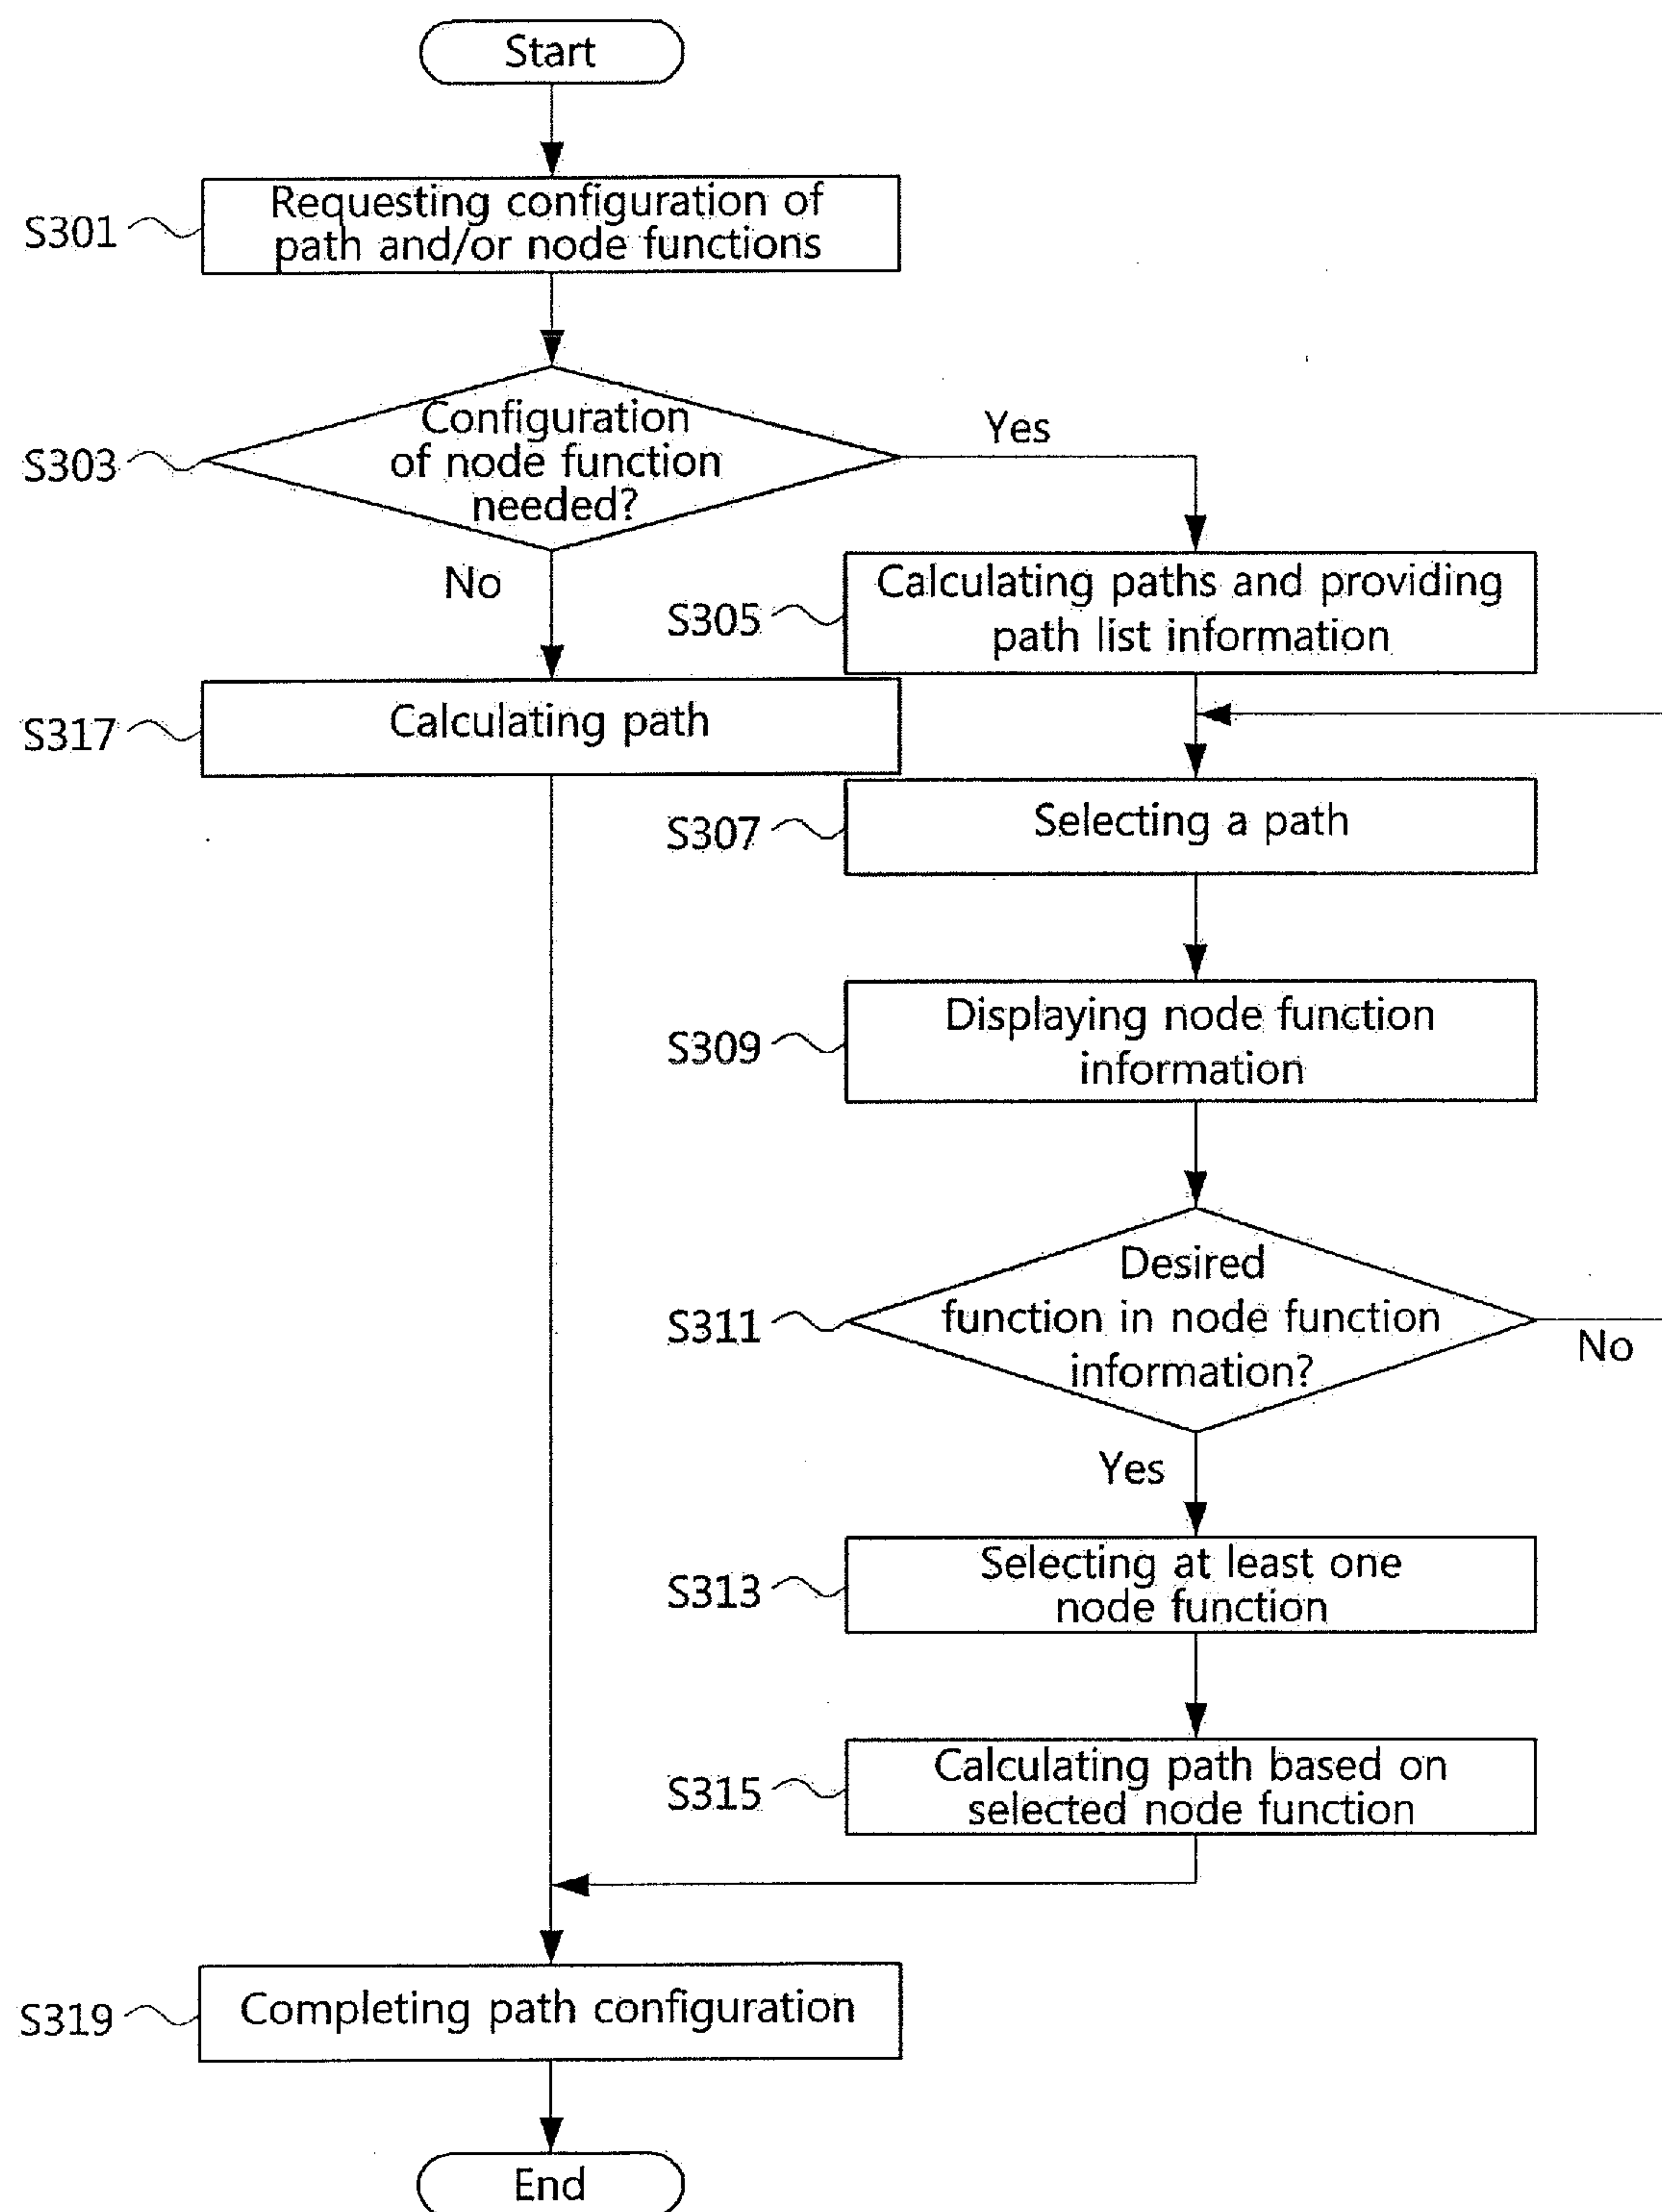 Start
S301
Requesting configuration of
path and/or node functions
S303
Configuration
of node function
needed?
Yes
No
S305
Calculating paths and providing
path list information
S317
Calculating path
S307
Selecting a path
S309
Displaying node function
information
S311
Desired
function in node function
information?
No
Yes
S313
Selecting at least one
node function
S315
Calculating path based on
selected node function
S319
Completing path configuration
End